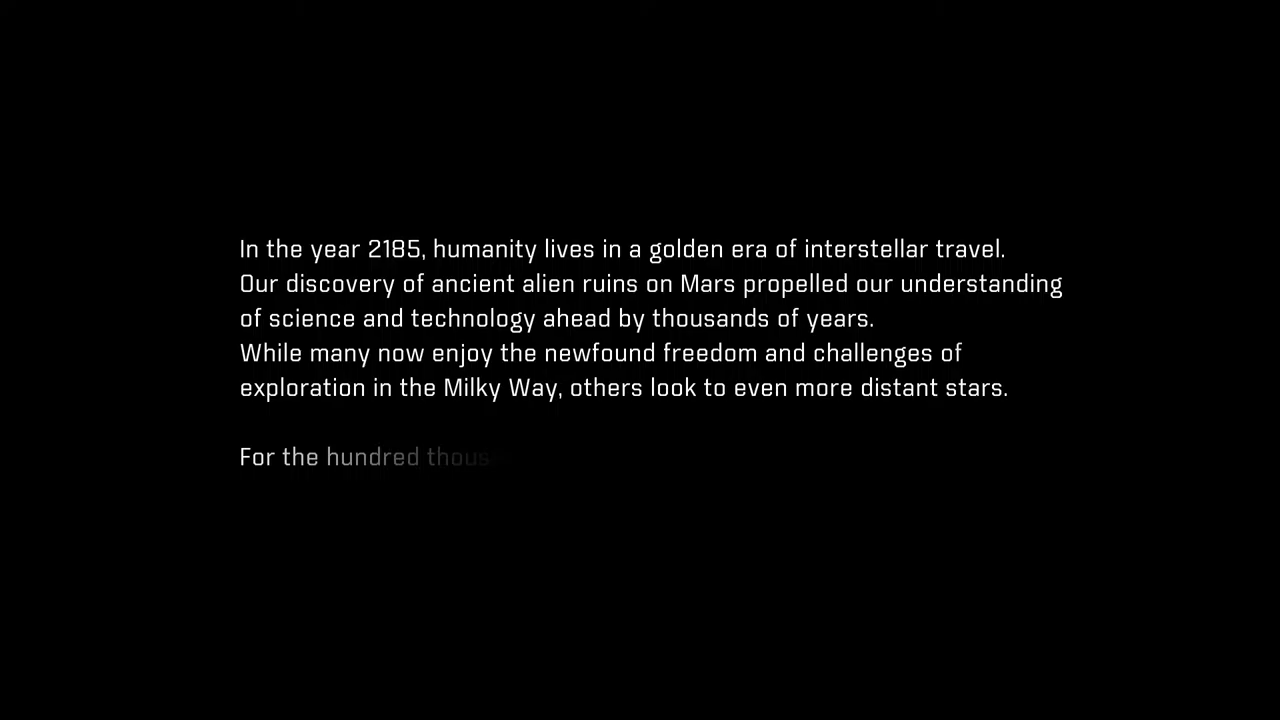 In the year 2185, humanity lives in a golden era of interstellar travel.
Our discovery of ancient alien ruins on Mars propelled our understanding
of science and technology ahead by thousands of years.
While many now enjoy the newfound freedom and challenges of
exploration in the Milky Way, others look to even more distant stars.
For the hundred